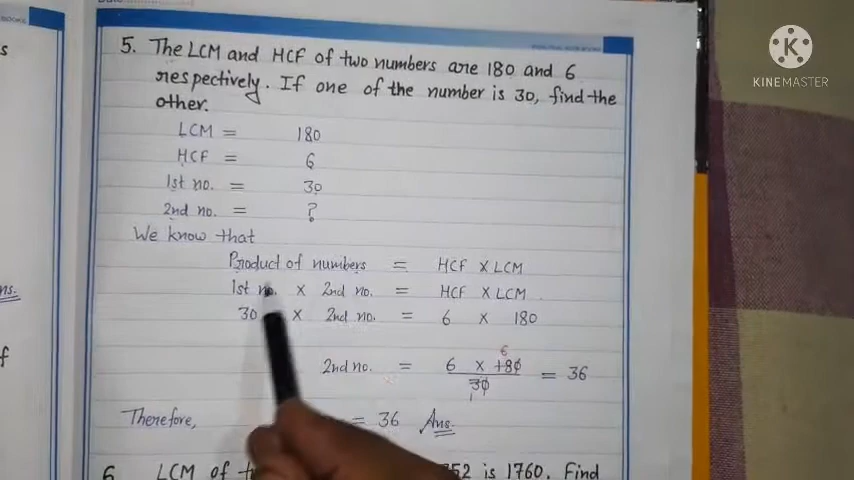 BOOKS
s
5. The LCM and HCF of two numbers are 180 and 6
respectively. If one of the number is 30, find the
other.
LCM = 180
HCF = 6
1st no. = 30
2nd no. = ?
We know that
Product of numbers = HCF X LCM
1st no. X 2nd no. = HCF X LCM
30 X 2nd no. = 6 X 180
6
2nd no. = 6 X 180 / 30 = 36
1
Therefore, = 36 Ans.
6 LCM of 352 is 1760. Find
ns.
f
K
KINEMASTER